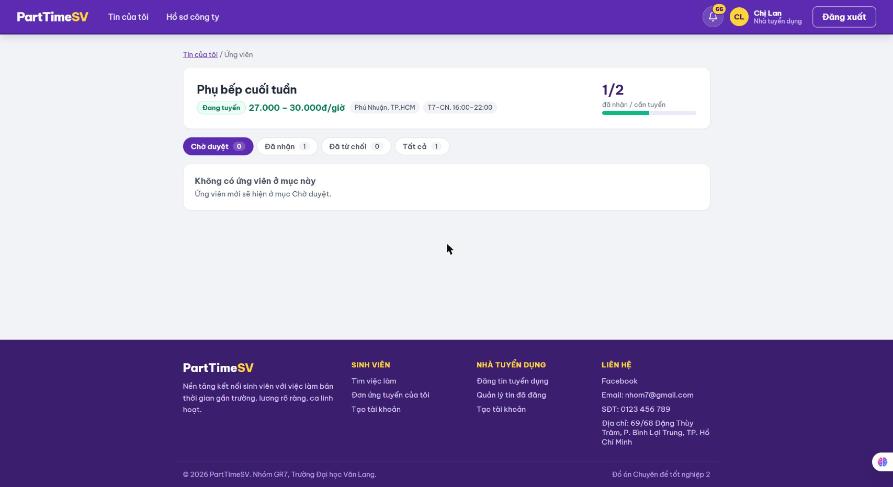 PartTimeSV
Tin của tôi
Hồ sơ công ty
66
CL
Chị Lan
Nhà tuyển dụng
Đăng xuất
Tin của tôi / Ứng viên
Phụ bếp cuối tuần
Đang tuyển
27.000 – 30.000đ/giờ
Phú Nhuận, TP.HCM
T7-CN, 16:00-22:00
1/2
đã nhận / cần tuyển
Chờ duyệt 0
Đã nhận 1
Đã từ chối 0
Tất cả 1
Không có ứng viên ở mục này
Ứng viên mới sẽ hiện ở mục Chờ duyệt.
PartTimeSV
Nền tảng kết nối sinh viên với việc làm bán
thời gian gần trường, lương rõ ràng, ca linh
hoạt.
SINH VIÊN
Tìm việc làm
Đơn ứng tuyển của tôi
Tạo tài khoản
NHÀ TUYỂN DỤNG
Đăng tin tuyển dụng
Quản lý tin đã đăng
Tạo tài khoản
LIÊN HỆ
Facebook
Email: nhom7@gmail.com
SĐT: 0123 456 789
Địa chỉ: 69/68 Đặng Thùy
Trâm, P. Bình Lợi Trung, TP. Hồ
Chí Minh
© 2026 PartTimeSV. Nhóm GR7, Trường Đại học Văn Lang.
Đồ án Chuyên đề tốt nghiệp 2